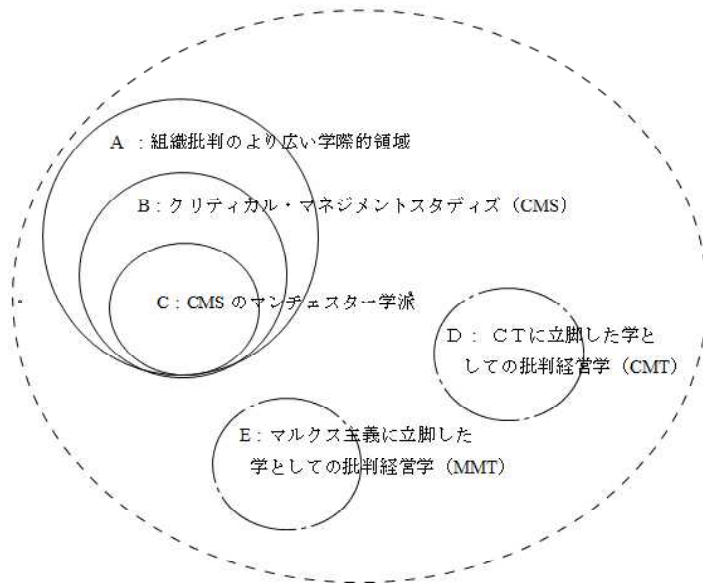 A ：組織批判のより広い学際的領域
B：クリティカル・マネジメントスタディズ（CMS）
C：CMS のマンチェスター学派
D： CTに立脚した学と
しての批判経営学（CMT）
E：マルクス主義に立脚した
学としての批判経営学（MMT）